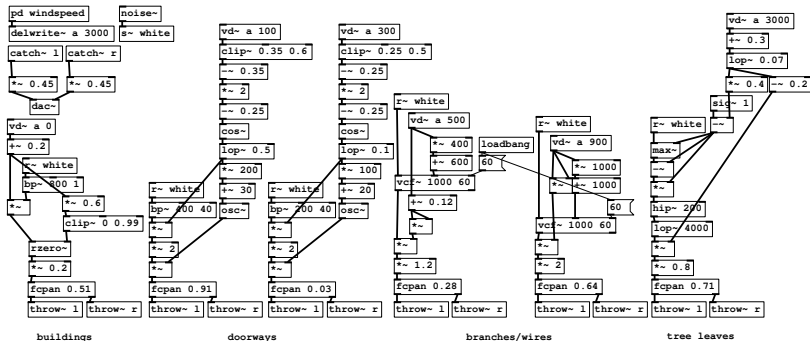 pd windspeed
noise~
delwrite~ a 3000
s~ white
catch~ l
catch~ r
*~ 0.45
*~ 0.45
dac~
vd~ a 0
+~ 0.2
r~ white
bp~ 800 1
*~ 0.6
*~
clip~ 0 0.99
rzero~
*~ 0.2
fcpan 0.51
throw~ l
throw~ r
buildings
vd~ a 100
clip~ 0.35 0.6
-~ 0.35
*~ 2
-~ 0.25
cos~
lop~ 0.5
*~ 200
+~ 30
osc~
r~ white
bp~ 400 40
*~
*~ 2
*~
fcpan 0.91
throw~ l
throw~ r
vd~ a 300
clip~ 0.25 0.5
-~ 0.25
*~ 2
-~ 0.25
cos~
lop~ 0.1
*~ 100
+~ 20
osc~
r~ white
bp~ 200 40
*~
*~ 2
*~
fcpan 0.03
throw~ l
throw~ r
doorways
r~ white
vd~ a 500
*~ 400
+~ 600
loadbang
60
vcf~ 1000 60
+~ 0.12
*~
*~
*~ 1.2
fcpan 0.28
throw~ l
throw~ r
r~ white
vd~ a 900
*~ 1000
*~
+~ 1000
60
vcf~ 1000 60
*~
*~ 2
fcpan 0.64
throw~ l
throw~ r
branches/wires
vd~ a 3000
+~ 0.3
lop~ 0.07
*~ 0.4
-~ 0.2
sig~ 1
-~
r~ white
max~
-~
*~
hip~ 200
lop~ 4000
*~
*~ 0.8
fcpan 0.71
throw~ l
throw~ r
tree leaves